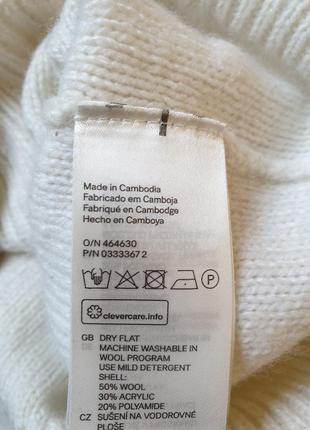 Made in Cambodia
Fabricado em Camboja
Fabriqué en Cambodge
Hecho en Camboya
O/N 464630
P/N 03333672
P
clevercare.info
GB DRY FLAT
MACHINE WASHABLE IN
WOOL PROGRAM
USE MILD DETERGENT
SHELL:
50% WOOL
30% ACRYLIC
20% POLYAMIDE
CZ SUŠENÍ NA VODOROVNÉ
PLOŠE